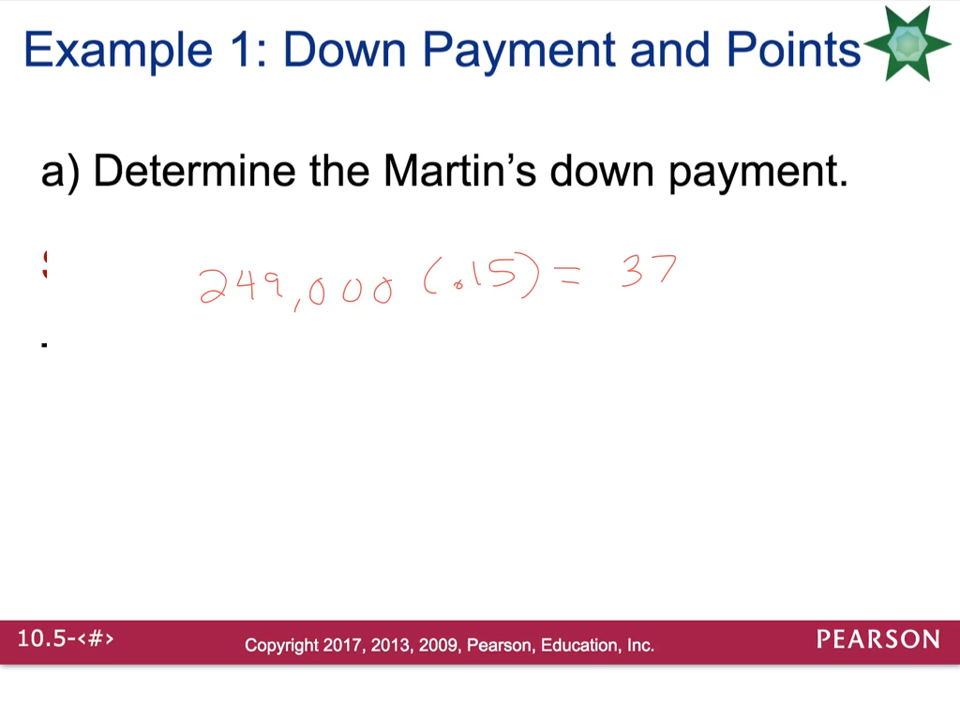 Example 1: Down Payment and Points
a) Determine the Martin’s down payment.
249,000 (.15) = 37
10.5-<#>
Copyright 2017, 2013, 2009, Pearson, Education, Inc.
PEARSON